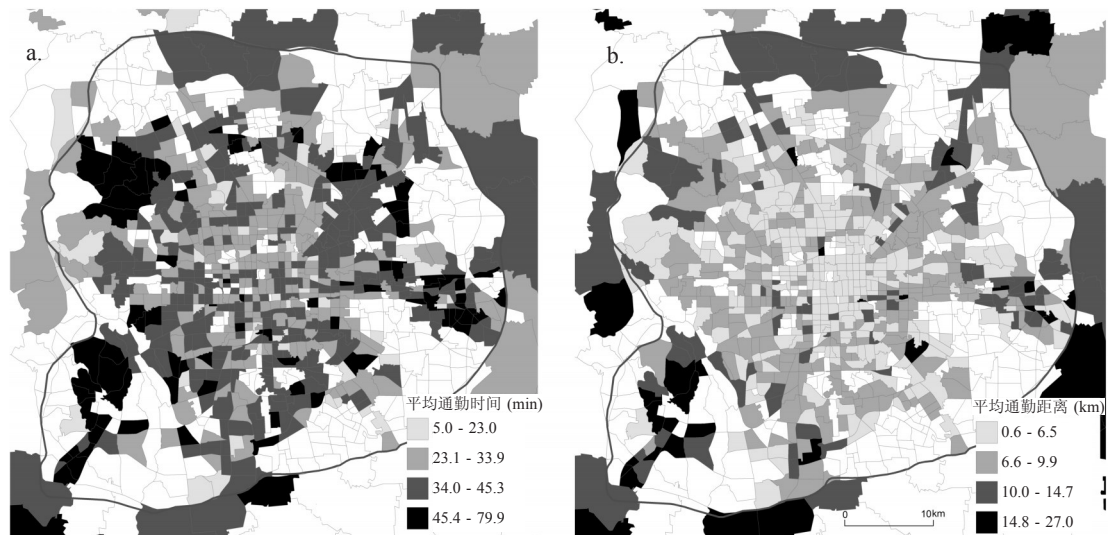 a.
平均通勤时间 (min)
5.0 - 23.0
23.1 - 33.9
34.0 - 45.3
45.4 - 79.9
b.
平均通勤距离 (km)
0.6 - 6.5
6.6 - 9.9
10.0 - 14.7
14.8 - 27.0
0 10km